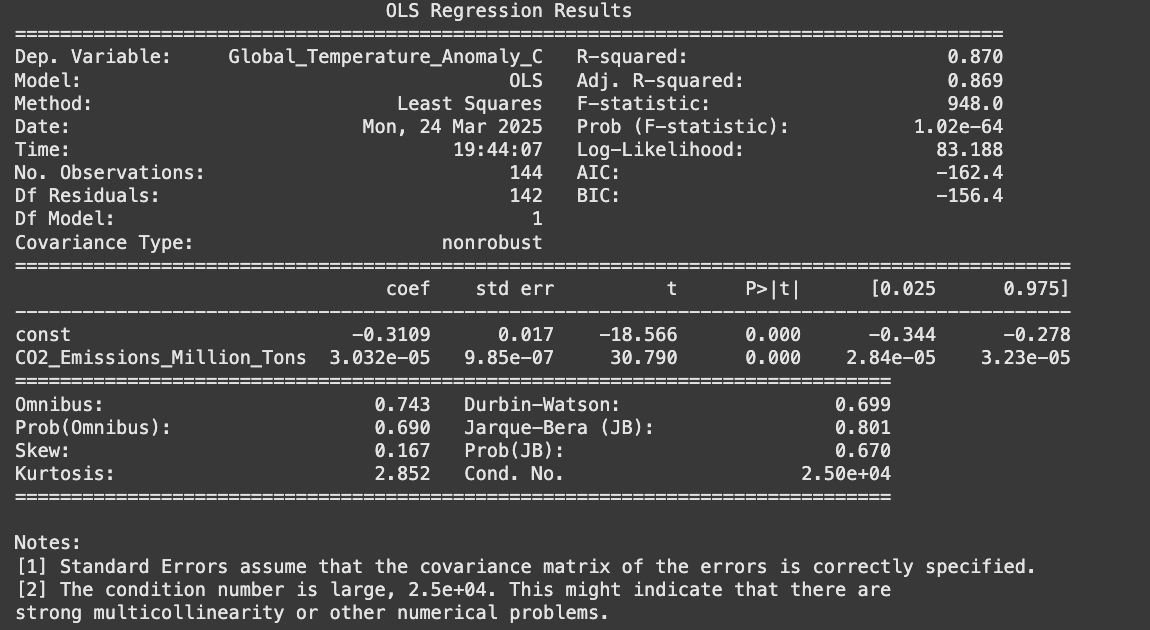 OLS Regression Results
==============================================================================
Dep. Variable: Global_Temperature_Anomaly_C R-squared: 0.870
Model: OLS Adj. R-squared: 0.869
Method: Least Squares F-statistic: 948.0
Date: Mon, 24 Mar 2025 Prob (F-statistic): 1.02e-64
Time: 19:44:07 Log-Likelihood: 83.188
No. Observations: 144 AIC: -162.4
Df Residuals: 142 BIC: -156.4
Df Model: 1
Covariance Type: nonrobust
==============================================================================
coef std err t P>|t| [0.025 0.975]
------------------------------------------------------------------------------
const -0.3109 0.017 -18.566 0.000 -0.344 -0.278
CO2_Emissions_Million_Tons 3.032e-05 9.85e-07 30.790 0.000 2.84e-05 3.23e-05
==============================================================================
Omnibus: 0.743 Durbin-Watson: 0.699
Prob(Omnibus): 0.690 Jarque-Bera (JB): 0.801
Skew: 0.167 Prob(JB): 0.670
Kurtosis: 2.852 Cond. No. 2.50e+04
==============================================================================
Notes:
[1] Standard Errors assume that the covariance matrix of the errors is correctly specified.
[2] The condition number is large, 2.5e+04. This might indicate that there are
strong multicollinearity or other numerical problems.